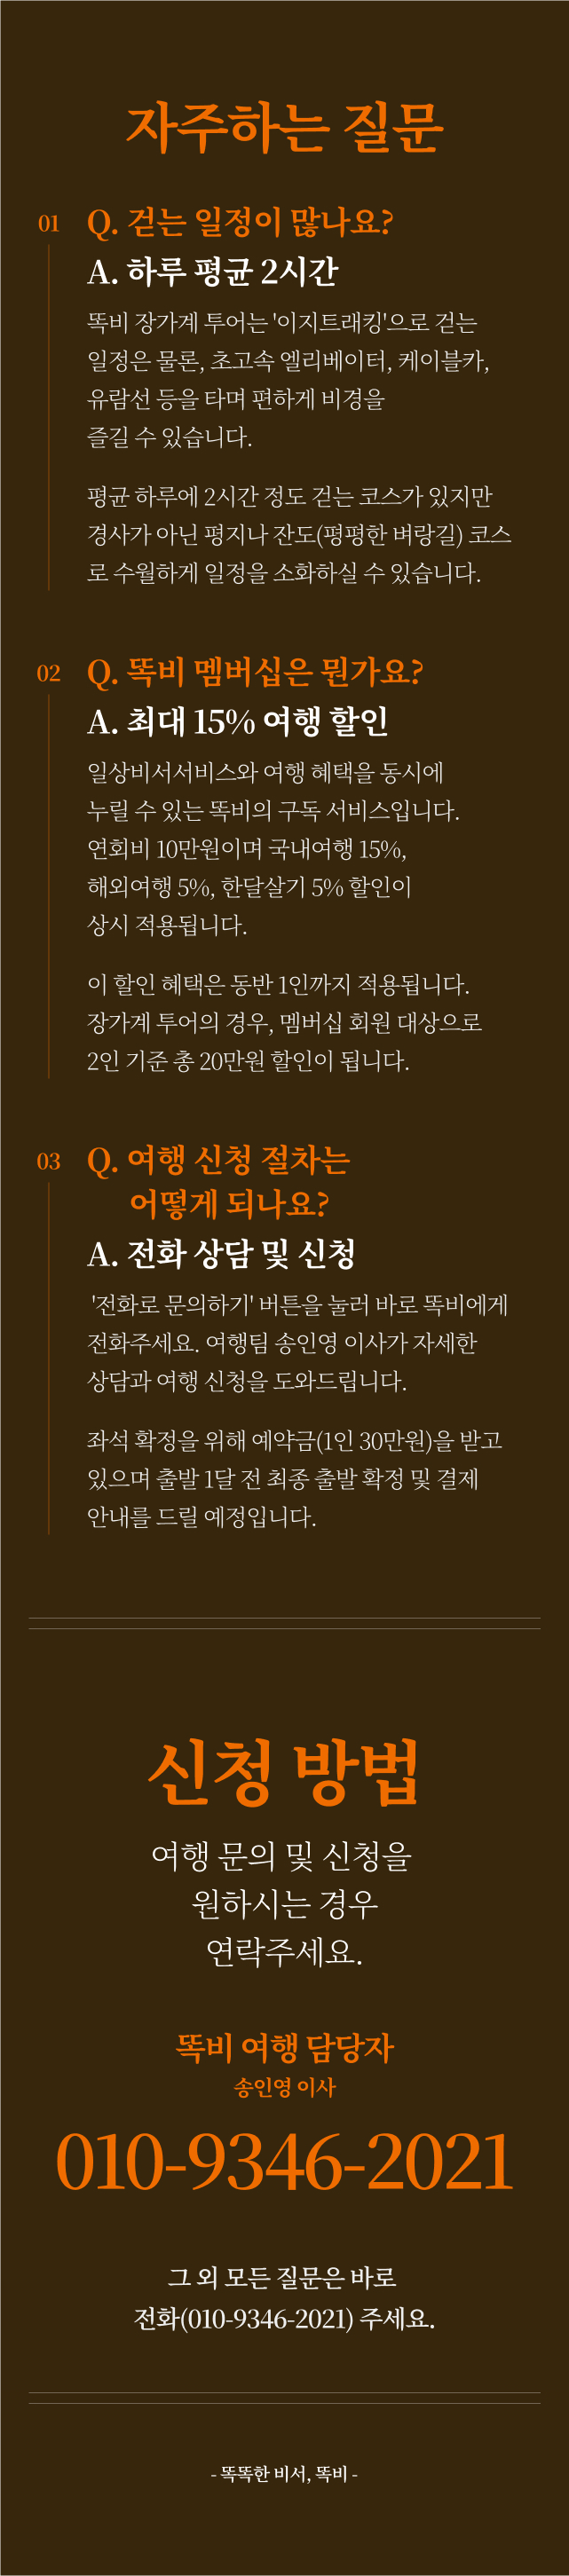 자주하는 질문
01 Q. 걷는 일정이 많나요?
A. 하루 평균 2시간
똑비 장가계 투어는 '이지트래킹'으로 걷는
일정은 물론, 초고속 엘리베이터, 케이블카,
유람선 등을 타며 편하게 비경을
즐길 수 있습니다.
평균 하루에 2시간 정도 걷는 코스가 있지만
경사가 아닌 평지나 잔도(평평한 벼랑길) 코스
로 수월하게 일정을 소화하실 수 있습니다.
02 Q. 똑비 멤버십은 뭔가요?
A. 최대 15% 여행 할인
일상비서서비스와 여행 혜택을 동시에
누릴 수 있는 똑비의 구독 서비스입니다.
연회비 10만원이며 국내여행 15%,
해외여행 5%, 한달살기 5% 할인이
상시 적용됩니다.
이 할인 혜택은 동반 1인까지 적용됩니다.
장가계 투어의 경우, 멤버십 회원 대상으로
2인 기준 총 20만원 할인이 됩니다.
03 Q. 여행 신청 절차는
어떻게 되나요?
A. 전화 상담 및 신청
'전화로 문의하기' 버튼을 눌러 바로 똑비에게
전화주세요. 여행팀 송인영 이사가 자세한
상담과 여행 신청을 도와드립니다.
좌석 확정을 위해 예약금(1인 30만원)을 받고
있으며 출발 1달 전 최종 출발 확정 및 결제
안내를 드릴 예정입니다.
신청 방법
여행 문의 및 신청을
원하시는 경우
연락주세요.
똑비 여행 담당자
송인영 이사
010-9346-2021
그 외 모든 질문은 바로
전화(010-9346-2021) 주세요.
- 똑똑한 비서, 똑비 -